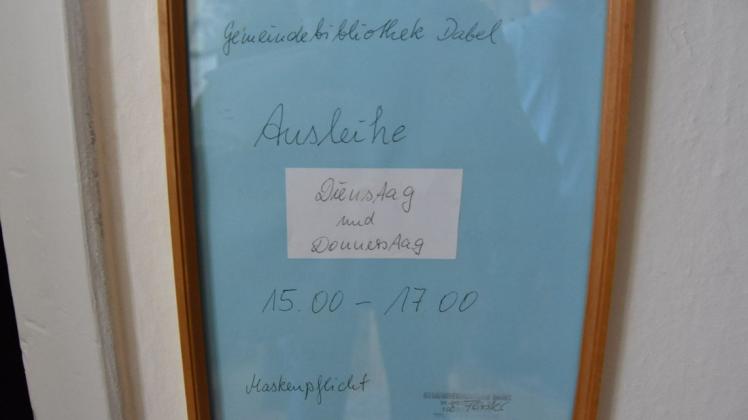 Gemeindebibliothek Dabel
Ausleihe
Dienstag
und
Donnerstag
15.00 - 17.00
Maskenpflicht